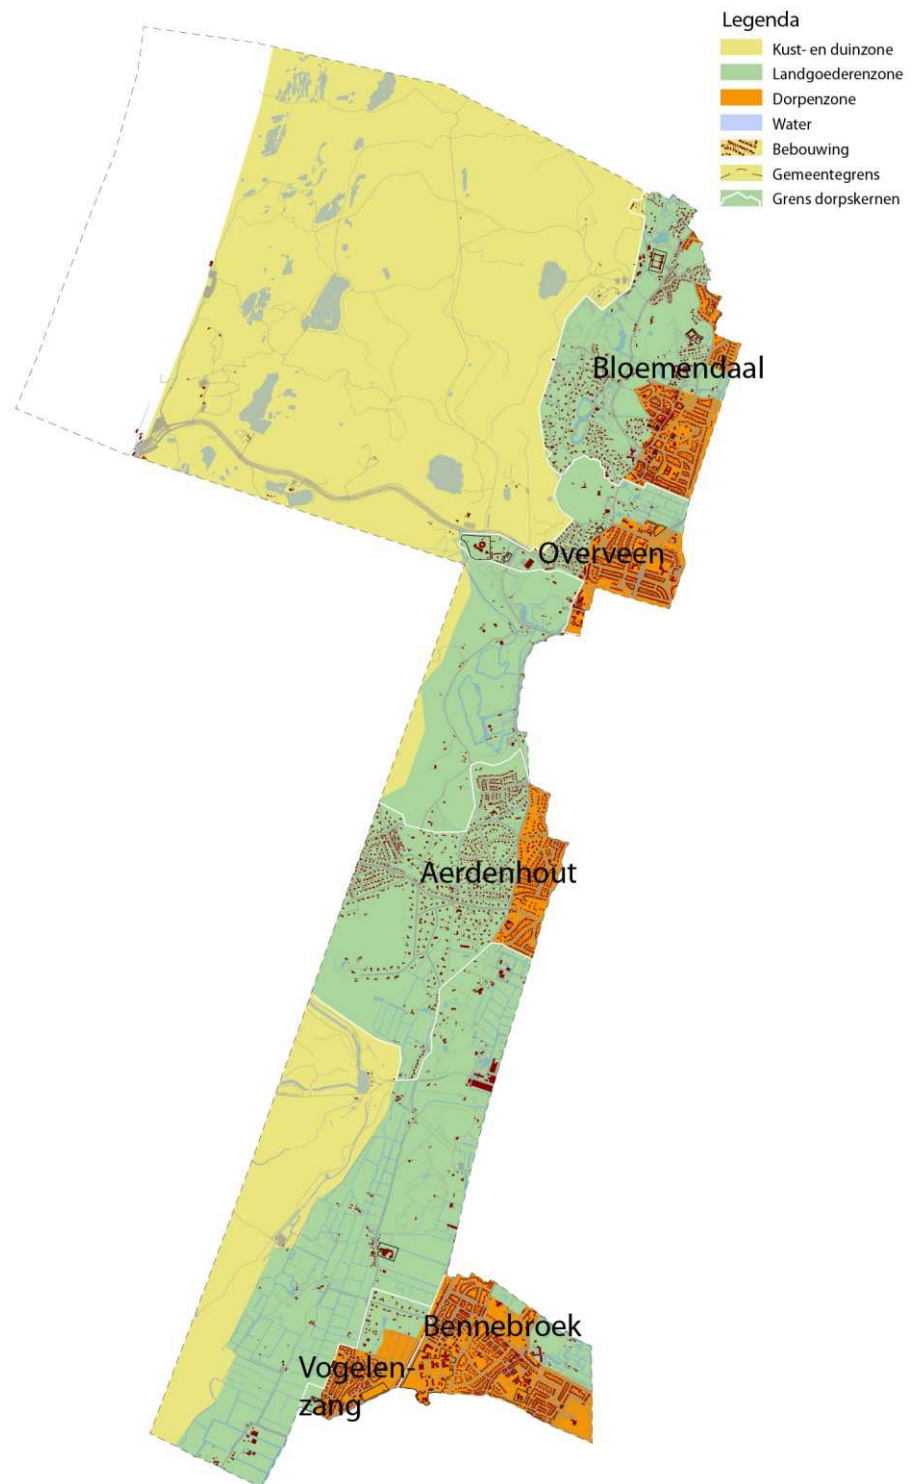 Legenda
Kust- en duinzone
Landgoederenzone
Dorpenzone
Water
Bebouwing
Gemeentegrens
Grens dorpskernen
Bloemendaal
Overveen
Aerdenhout
Bennebroek
Vogelen-
zang